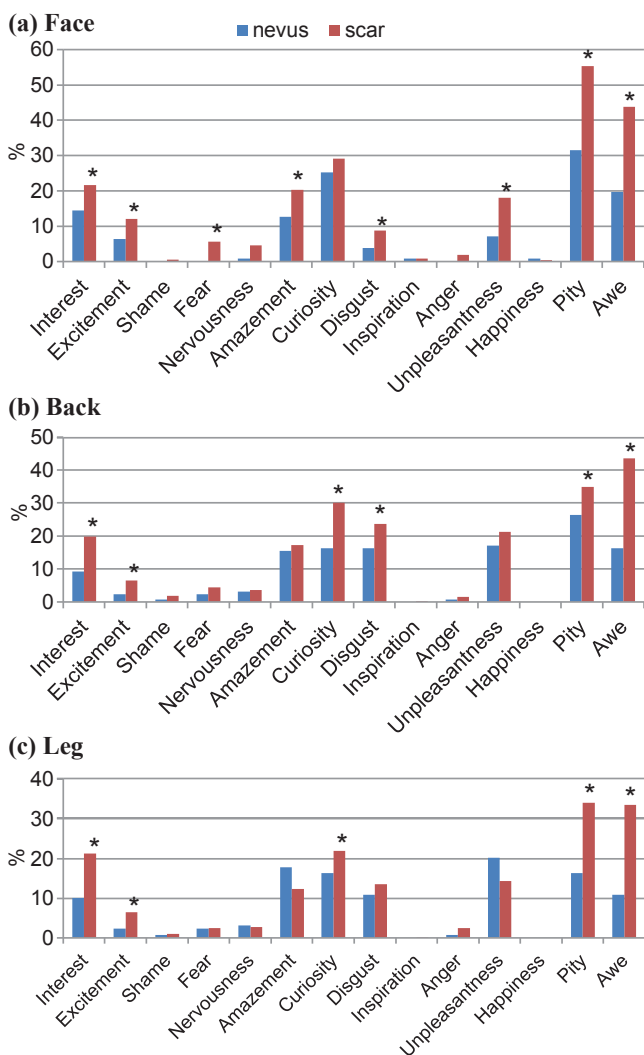 (a) Face
nevus scar
60
50
40
30
20
10
0
%
* * * * * * * *
Interest
Excitement
Shame
Fear
Nervousness
Amazement
Curiosity
Disgust
Inspiration
Anger
Unpleasantness
Happiness
Pity
Awe
(b) Back
50
40
30
20
10
0
%
* * * * * *
Interest
Excitement
Shame
Fear
Nervousness
Amazement
Curiosity
Disgust
Inspiration
Anger
Unpleasantness
Happiness
Pity
Awe
(c) Leg
40
30
20
10
0
%
* * * * *
Interest
Excitement
Shame
Fear
Nervousness
Amazement
Curiosity
Disgust
Inspiration
Anger
Unpleasantness
Happiness
Pity
Awe